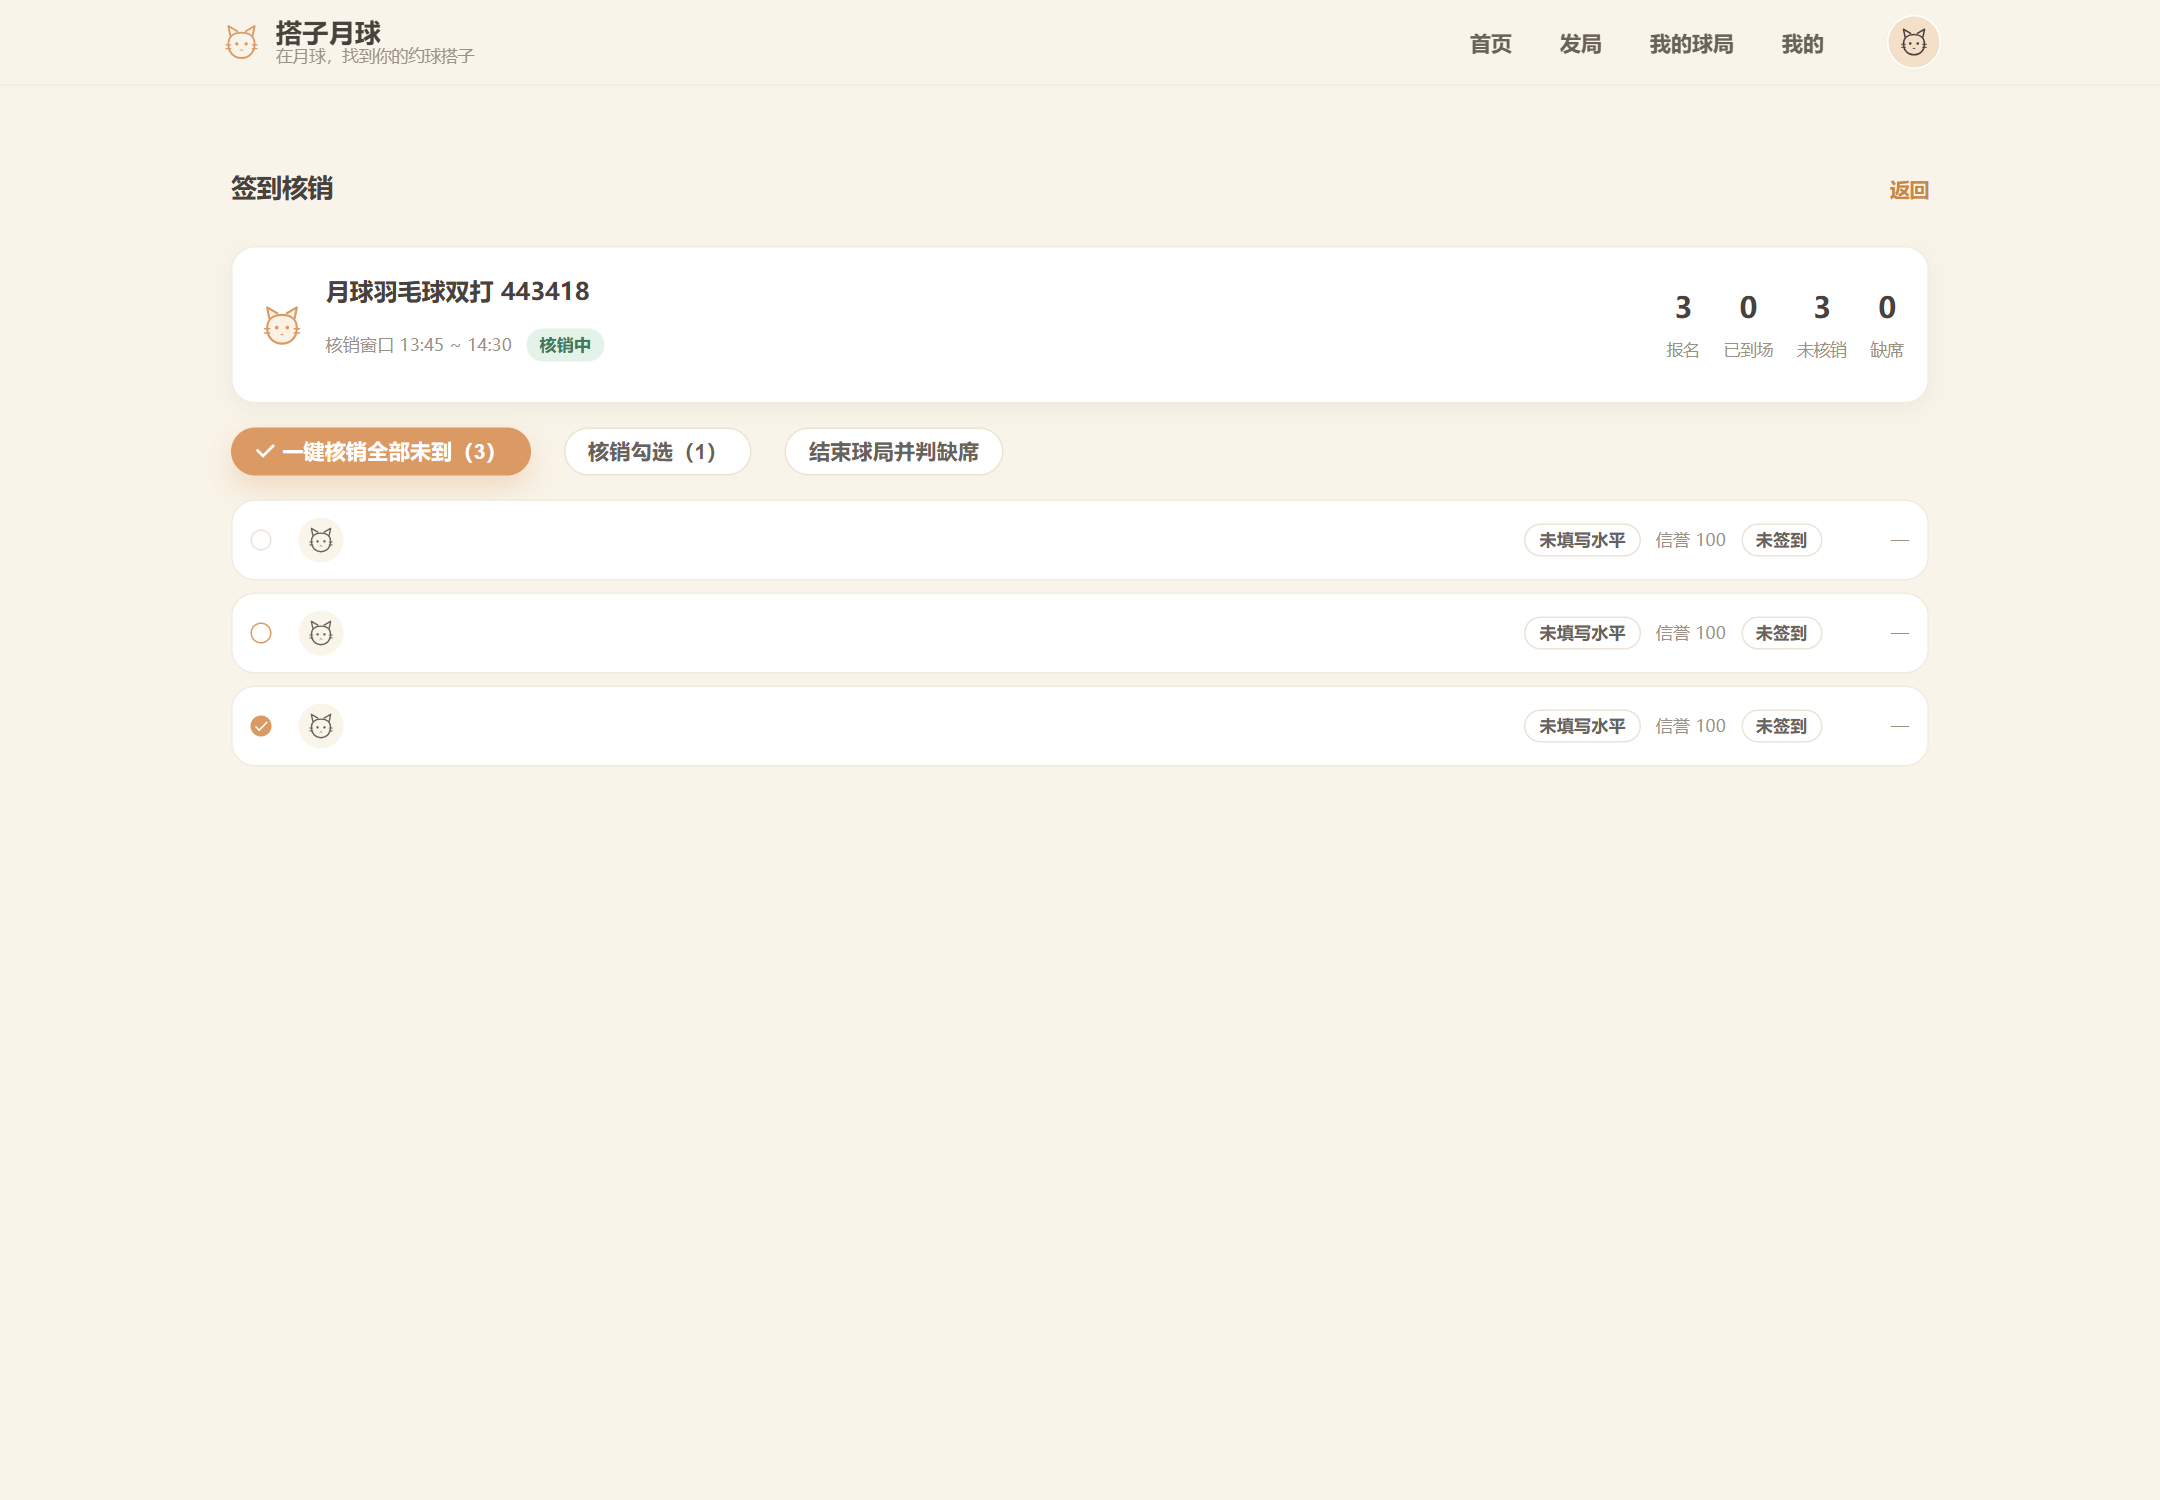 搭子月球
在月球，找到你的约球搭子
首页 发局 我的球局 我的
签到核销
返回
月球羽毛球双打 443418
核销窗口 13:45 ~ 14:30 核销中
3 0 3 0
报名 已到场 未核销 缺席
一键核销全部未到（3） 核销勾选（1） 结束球局并判缺席
未填写水平 信誉 100 未签到 —
未填写水平 信誉 100 未签到 —
未填写水平 信誉 100 未签到 —